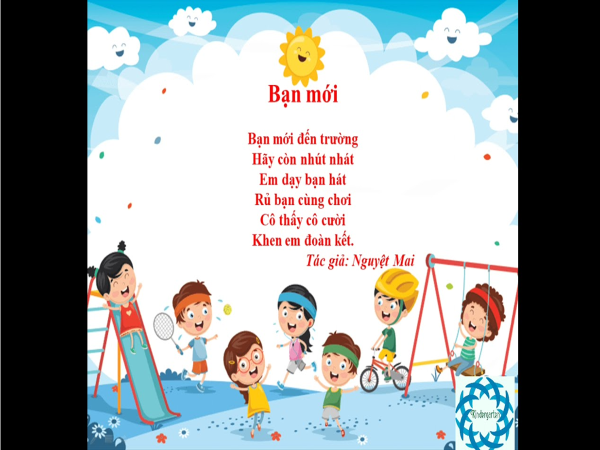 Bạn mới
Bạn mới đến trường
Hãy còn nhút nhát
Em dạy bạn hát
Rủ bạn cùng chơi
Cô thấy cô cười
Khen em đoàn kết.
Tác giả: Nguyệt Mai
Kindergarten